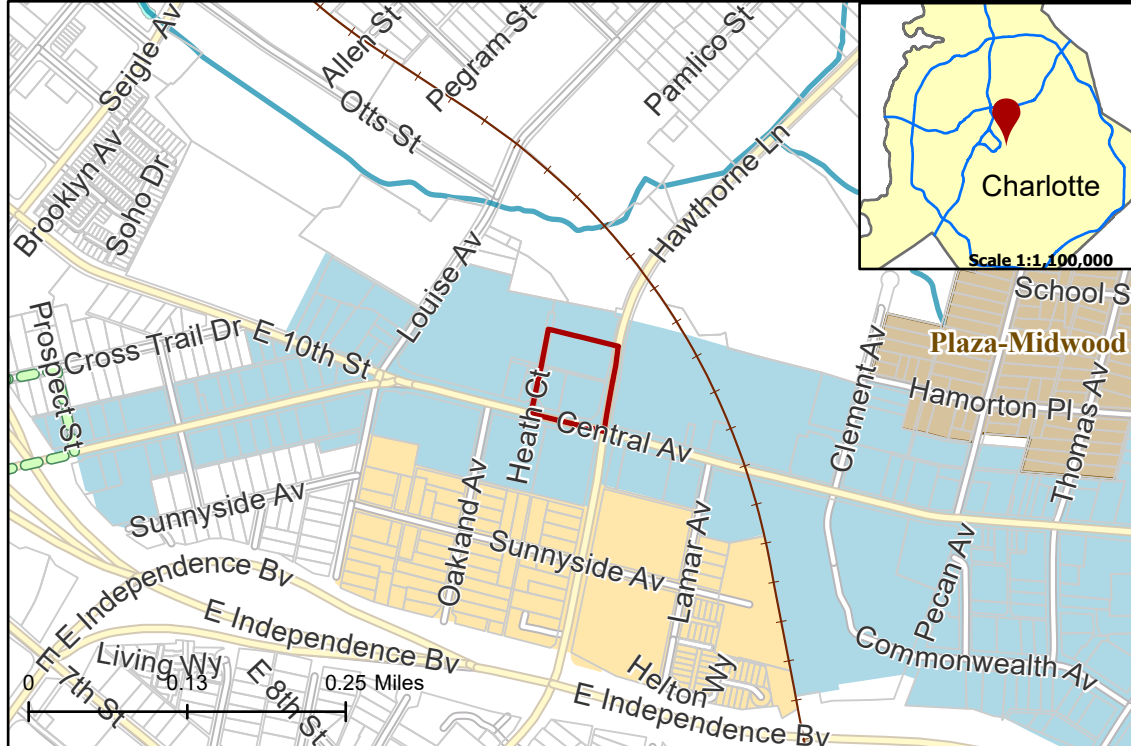 Seigle Av
Allen St
Pegram St
Pamlico St
Otts St
Brooklyn Av
Soho Dr
Hawthorne Ln
Charlotte
Scale 1:1,100,000
Louise Av
School S
Plaza-Midwood
Prospect St
Cross Trail Dr
E 10th St
Heath Ct
Central Av
Clement Av
Hamorton Pl
Thomas Av
Sunnyside Av
Oakland Av
Sunnyside Av
Lamar Av
Pecan Av
E Independence Bv
E Independence Bv
Commonwealth Av
Living Wy
E 7th St
E 8th St
Helton
Wy
E Independence Bv
0
0.13
0.25 Miles